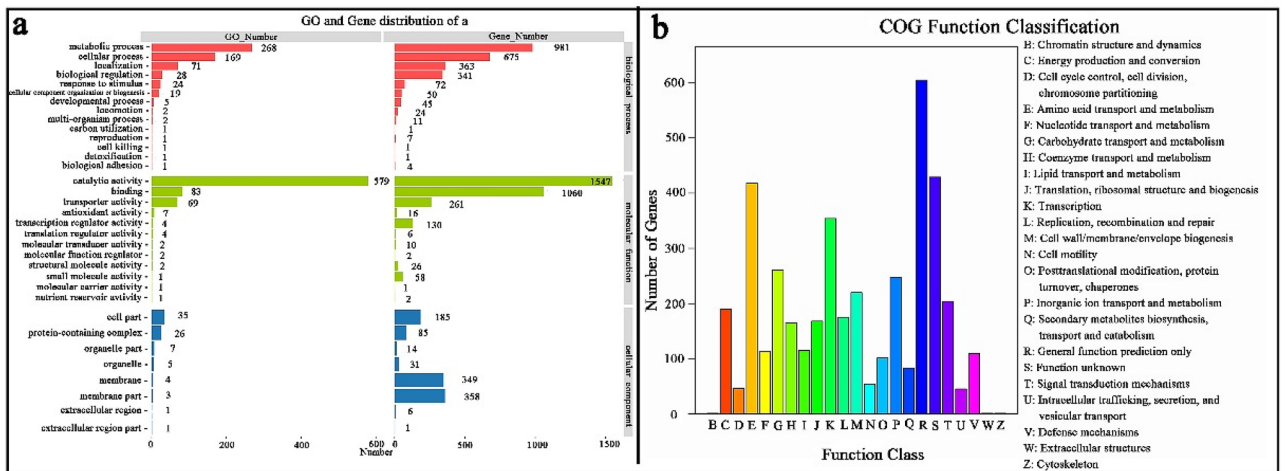 a
GO and Gene distribution of a
GO_Number
Gene_Number
metabolic process 268 981
cellular process 169 675
localization 71 363
biological regulation 28 341
response to stimulus 24 72
cellular component organization or biogenesis 19 50
developmental process 5 45
locomotion 2 24
multi-organism process 2 11
carbon utilization 1 1
reproduction 1 7
cell killing 1 1
detoxification 1 1
biological adhesion 1 4
biological_process
catalytic activity 579 1547
binding 83 1060
transporter activity 69 261
antioxidant activity 7 16
transcription regulator activity 4 130
translation regulator activity 4 6
molecular transducer activity 2 10
molecular function regulator 2 2
structural molecule activity 2 26
small molecule activity 1 58
molecular carrier activity 1 1
nutrient reservoir activity 1 2
molecular_function
cell part 35 185
protein-containing complex 26 85
organelle part 7 14
organelle 5 31
membrane 4 349
membrane part 3 358
extracellular region 1 6
extracellular region part 1 1
cellular_component
0 200 400 600 0 500 1000 1500
Number
b
COG Function Classification
Number of Genes
600
500
400
300
200
100
0
B C D E F G H I J K L M N O P Q R S T U V W Z
Function Class
B: Chromatin structure and dynamics
C: Energy production and conversion
D: Cell cycle control, cell division,
chromosome partitioning
E: Amino acid transport and metabolism
F: Nucleotide transport and metabolism
G: Carbohydrate transport and metabolism
H: Coenzyme transport and metabolism
I: Lipid transport and metabolism
J: Translation, ribosomal structure and biogenesis
K: Transcription
L: Replication, recombination and repair
M: Cell wall/membrane/envelope biogenesis
N: Cell motility
O: Posttranslational modification, protein
turnover, chaperones
P: Inorganic ion transport and metabolism
Q: Secondary metabolites biosynthesis,
transport and catabolism
R: General function prediction only
S: Function unknown
T: Signal transduction mechanisms
U: Intracellular trafficking, secretion, and
vesicular transport
V: Defense mechanisms
W: Extracellular structures
Z: Cytoskeleton